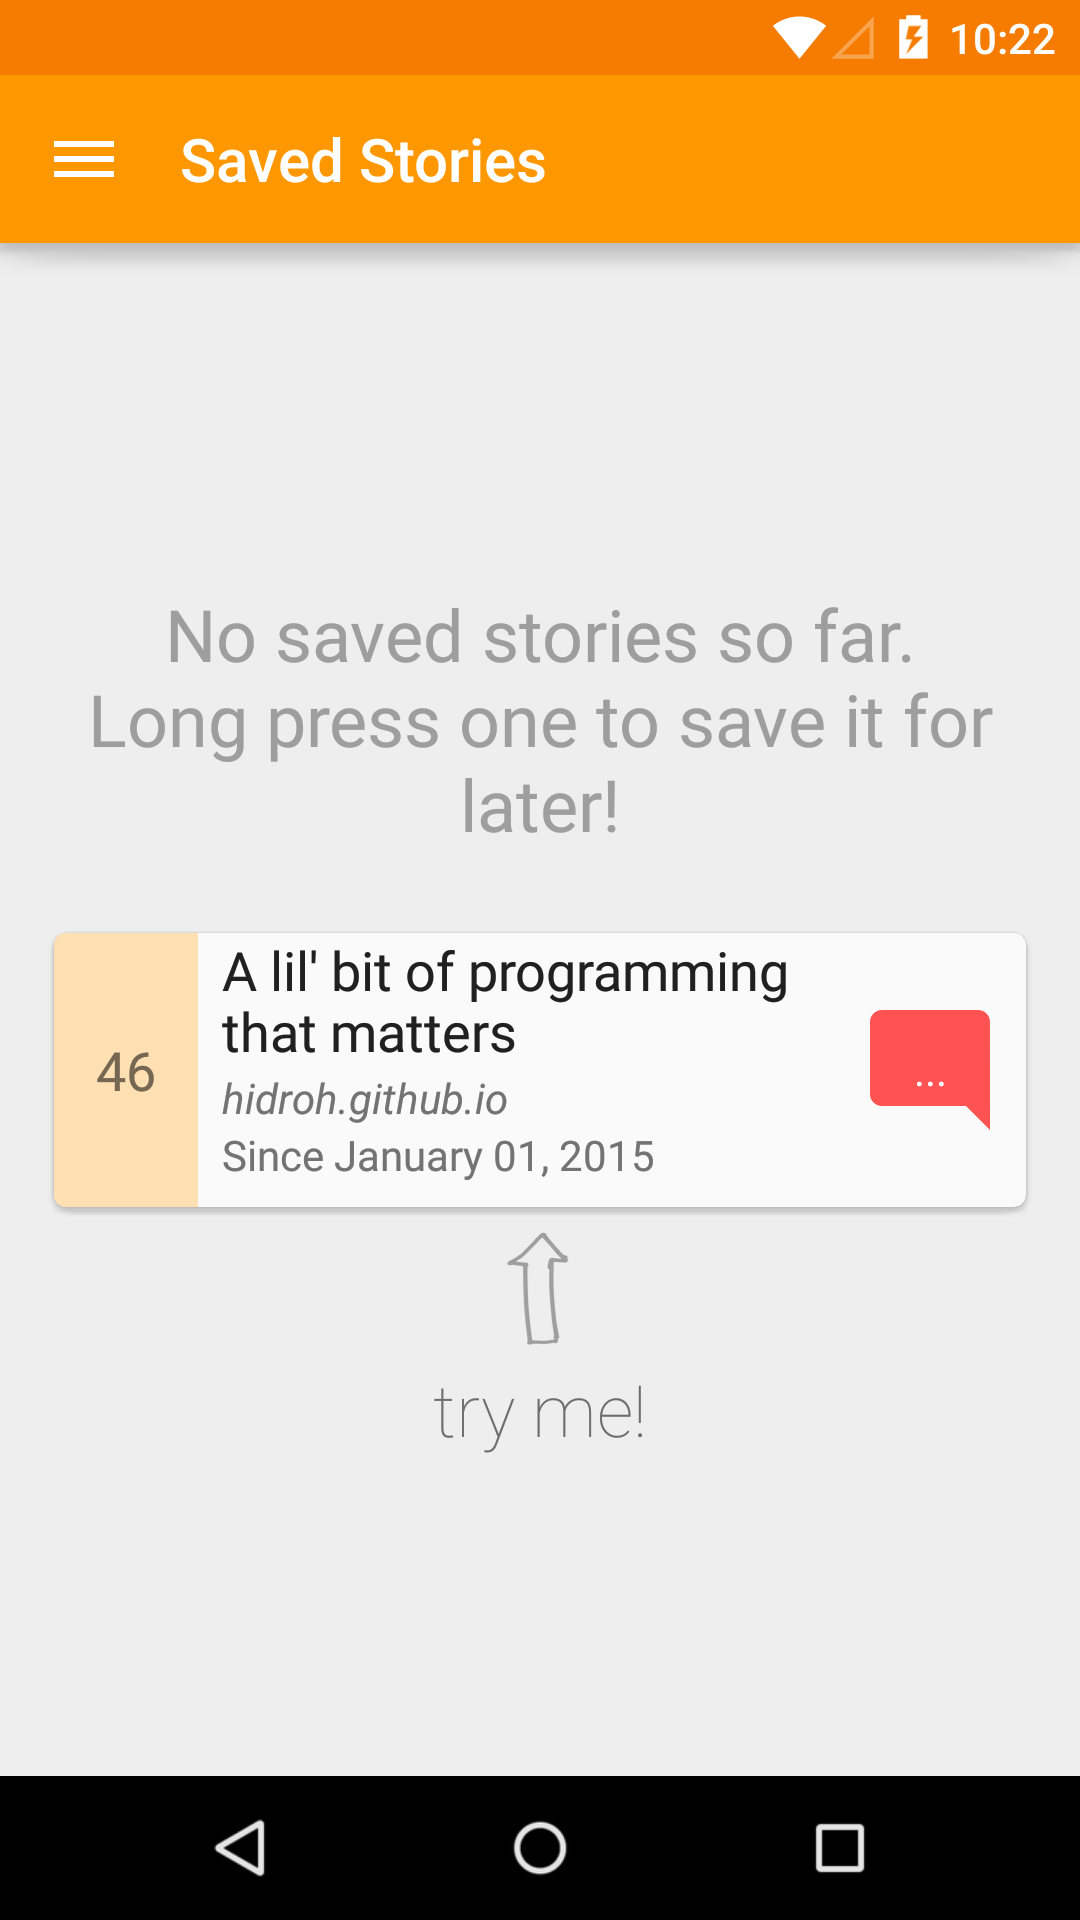 10:22
Saved Stories
No saved stories so far.
Long press one to save it for
later!
46
A lil' bit of programming
that matters
hidroh.github.io
Since January 01, 2015
...
try me!